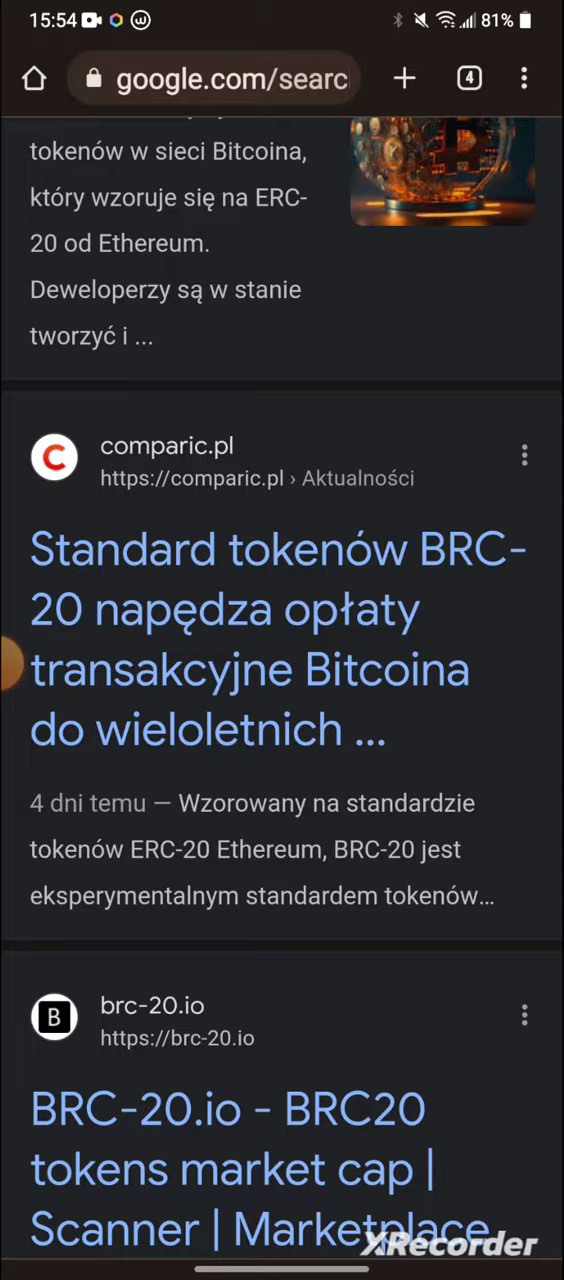 15:54
81%
google.com/searc
4
tokenów w sieci Bitcoina,
który wzoruje się na ERC-
20 od Ethereum.
Deweloperzy są w stanie
tworzyć i ...
comparic.pl
https://comparic.pl › Aktualności
Standard tokenów BRC-
20 napędza opłaty
transakcyjne Bitcoina
do wieloletnich ...
4 dni temu — Wzorowany na standardzie
tokenów ERC-20 Ethereum, BRC-20 jest
eksperymentalnym standardem tokenów...
B
brc-20.io
https://brc-20.io
BRC-20.io - BRC20
tokens market cap |
Scanner | Marketplace
XRecorder